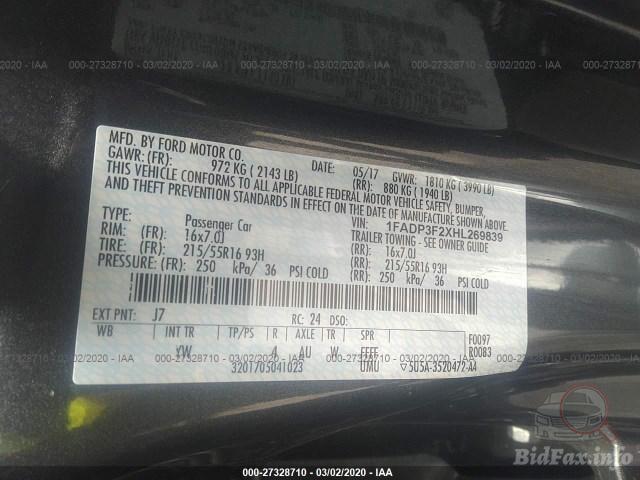 000-27328710 - 03/02/2020 - IAA
MFD. BY FORD MOTOR CO.
DATE: 05/17 GVWR: 1810 KG ( 3990 LB)
GAWR: (FR): 972 KG ( 2143 LB) (RR): 880 KG ( 1940 LB)
THIS VEHICLE CONFORMS TO ALL APPLICABLE FEDERAL MOTOR VEHICLE SAFETY, BUMPER,
AND THEFT PREVENTION STANDARDS IN EFFECT ON THE DATE OF MANUFACTURE SHOWN ABOVE.
VIN: 1FADP3F2XHL269839
TYPE: Passenger Car TRAILER TOWING - SEE OWNER GUIDE
RIM: (FR): 16x7.0J (RR): 16x7.0J
TIRE: (FR): 215/55R16 93H (RR): 215/55R16 93H
PRESSURE: (FR): 250 kPa/ 36 PSI COLD (RR): 250 kPa/ 36 PSI COLD
EXT PNT: J7 RC: 24 DSO:
WB INT TR TP/PS R AXLE TR SPR F0097
YW 4 AU W FEEE R0083
3201705041023 UMU 5U5A-3520472-AA
000-27328710 - 03/02/2020 - IAA
BidFax.info